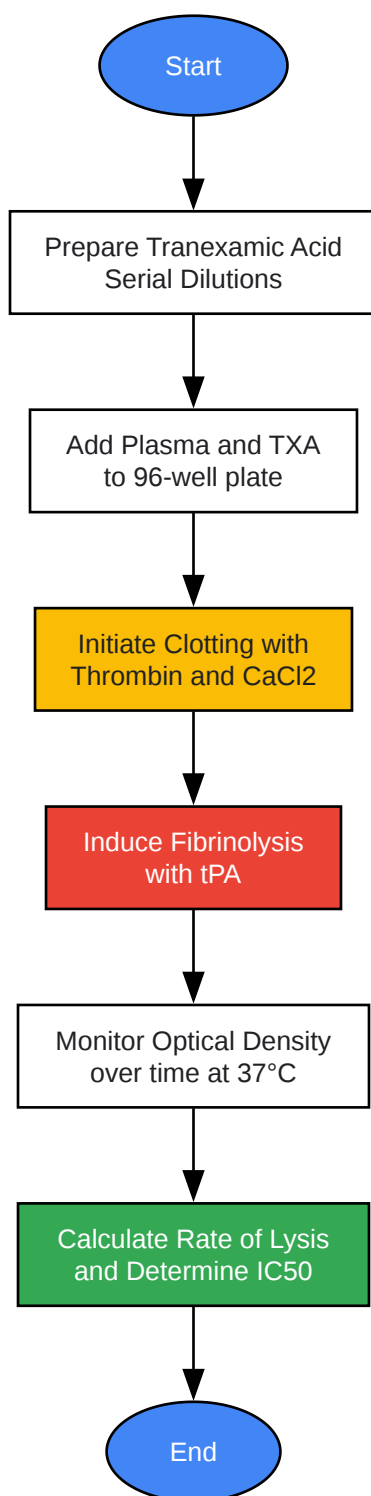 Start
Prepare Tranexamic Acid
Serial Dilutions
Add Plasma and TXA
to 96-well plate
Initiate Clotting with
Thrombin and CaCl2
Induce Fibrinolysis
with tPA
Monitor Optical Density
over time at 37°C
Calculate Rate of Lysis
and Determine IC50
End